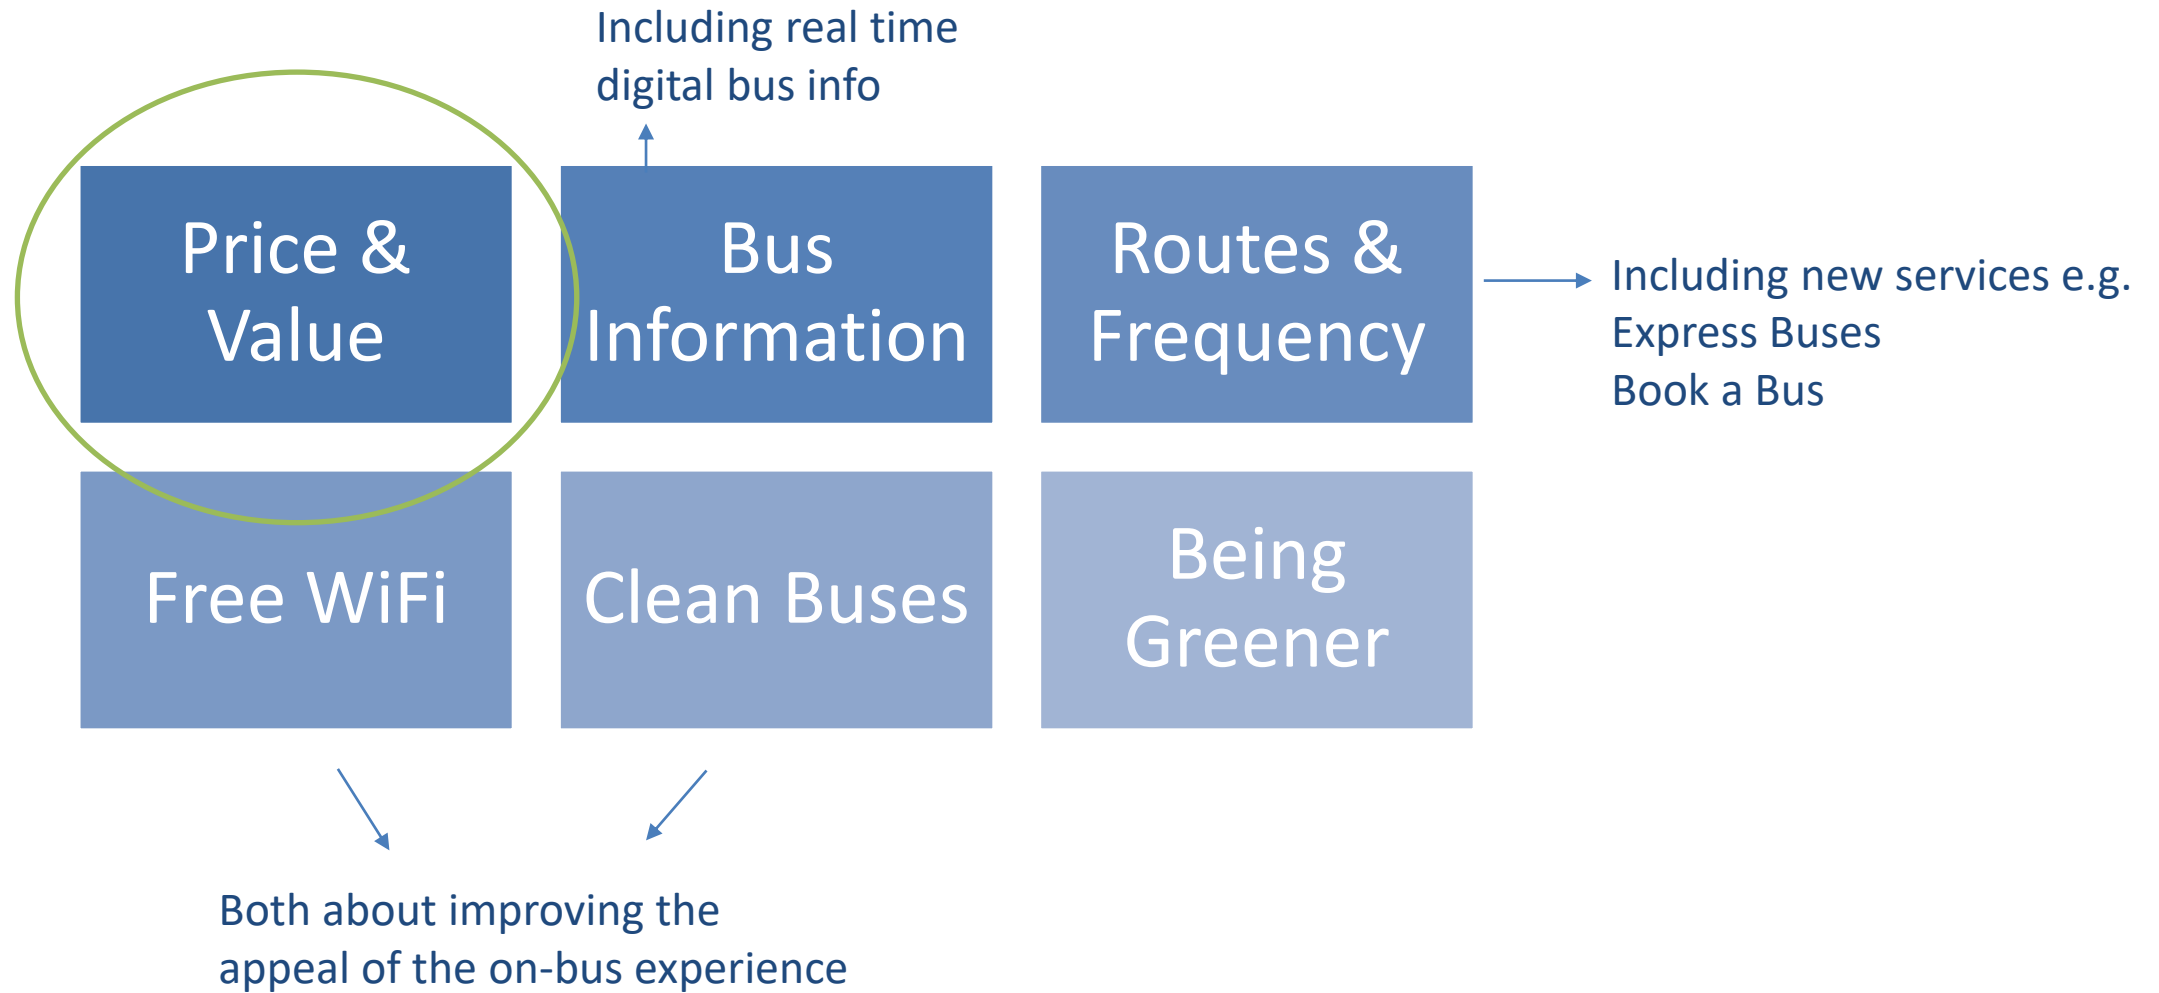 Including real time
digital bus info
Price &
Value
Bus
Information
Routes &
Frequency
Including new services e.g.
Express Buses
Book a Bus
Free WiFi
Clean Buses
Being
Greener
Both about improving the
appeal of the on-bus experience